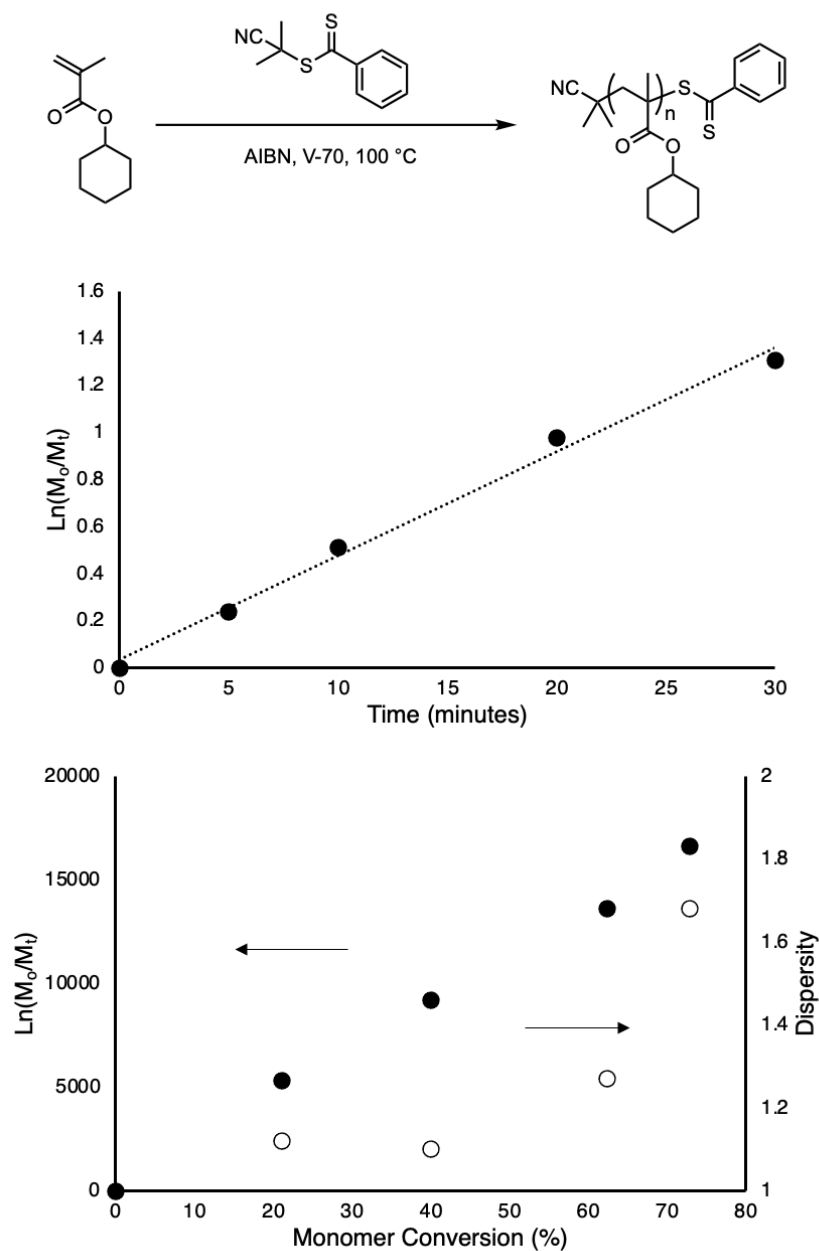 NC
S
S
O
O
AIBN, V-70, 100 °C
NC
n
S
S
O
O
1.6
1.4
1.2
1
0.8
0.6
0.4
0.2
0
Ln(Mo/Mt)
0 5 10 15 20 25 30
Time (minutes)
20000
15000
10000
5000
0
Ln(Mo/Mt)
2
1.8
1.6
1.4
1.2
1
Dispersity
0 10 20 30 40 50 60 70 80
Monomer Conversion (%)